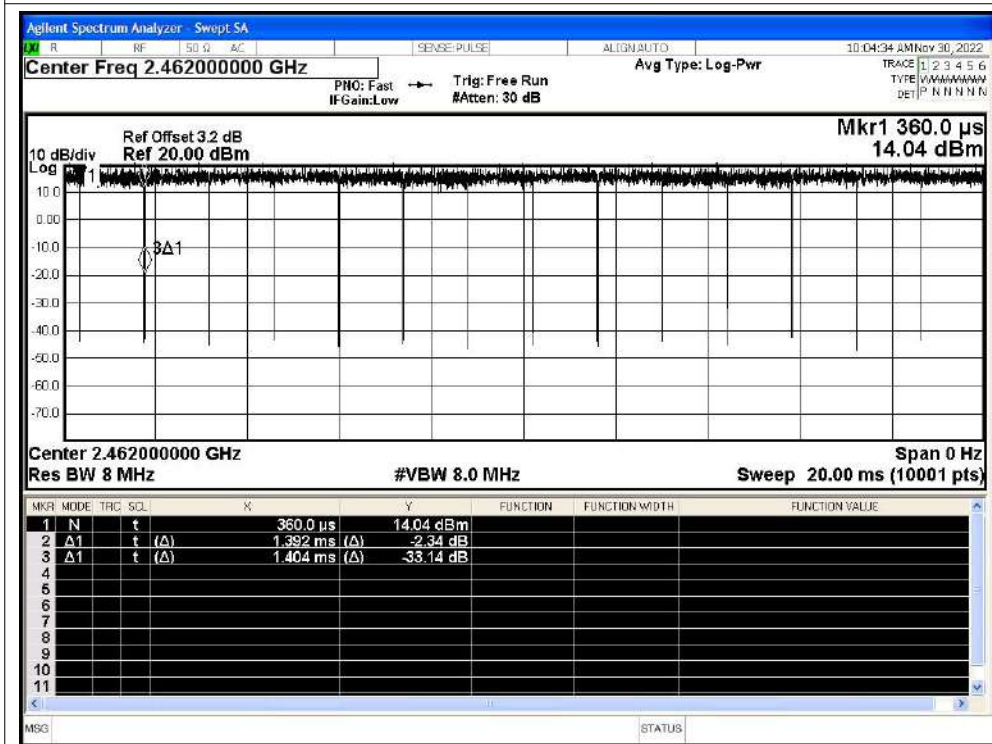 Agilent Spectrum Analyzer - Swept SA
LXI R RF 50 Ω AC SENSE:PULSE ALIGN AUTO 10:04:34 AM Nov 30, 2022
Center Freq 2.462000000 GHz
PNO: Fast
IFGain:Low
Trig: Free Run
#Atten: 30 dB
Avg Type: Log-Pwr
TRACE 1 2 3 4 5 6
TYPE
DET P N N N N N
Mkr1 360.0 µs
14.04 dBm
Ref Offset 3.2 dB
10 dB/div Ref 20.00 dBm
Log
1
10.0
0.00
-10.0
3Δ1
-20.0
-30.0
-40.0
-50.0
-60.0
-70.0
Center 2.462000000 GHz Span 0 Hz
Res BW 8 MHz #VBW 8.0 MHz Sweep 20.00 ms (10001 pts)
MKR MODE TRC SCL X Y FUNCTION FUNCTION WIDTH FUNCTION VALUE
1 N t 360.0 µs 14.04 dBm
2 Δ1 t (Δ) 1.392 ms (Δ) -2.34 dB
3 Δ1 t (Δ) 1.404 ms (Δ) -33.14 dB
4
5
6
7
8
9
10
11
MSG STATUS